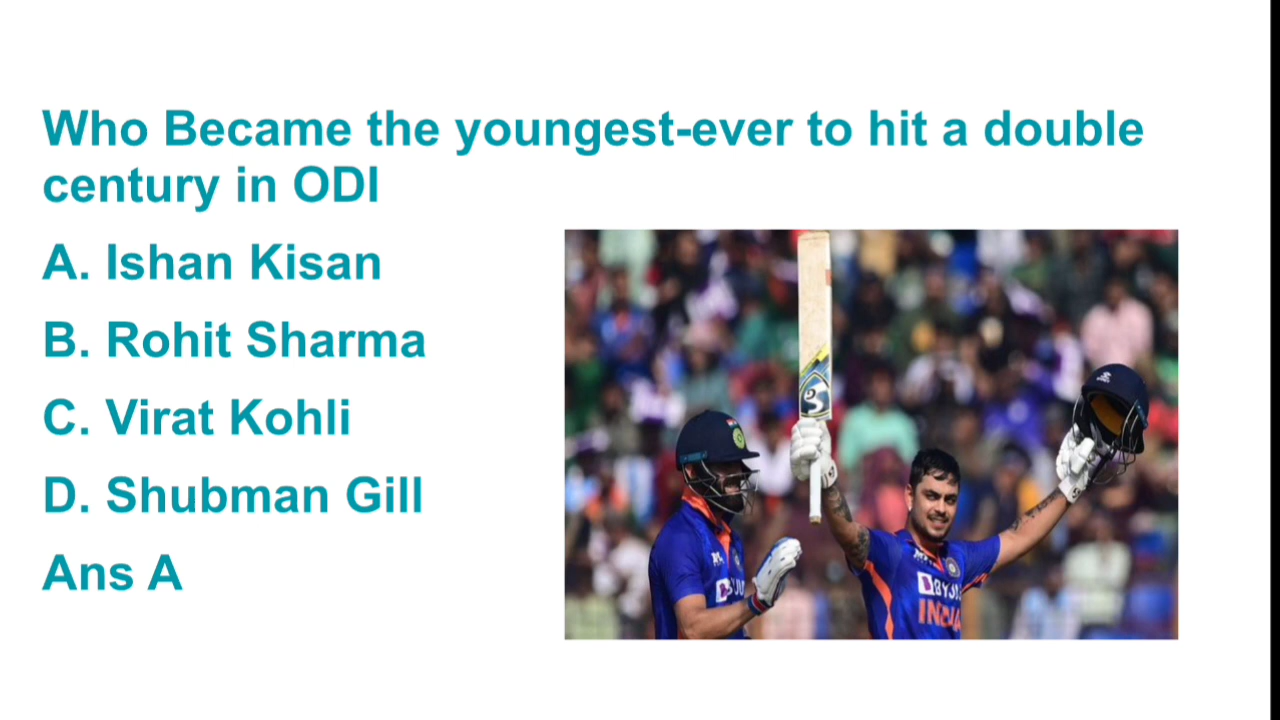 Who Became the youngest-ever to hit a double
century in ODI
A. Ishan Kisan
B. Rohit Sharma
C. Virat Kohli
D. Shubman Gill
Ans A
BYJU
INDIA